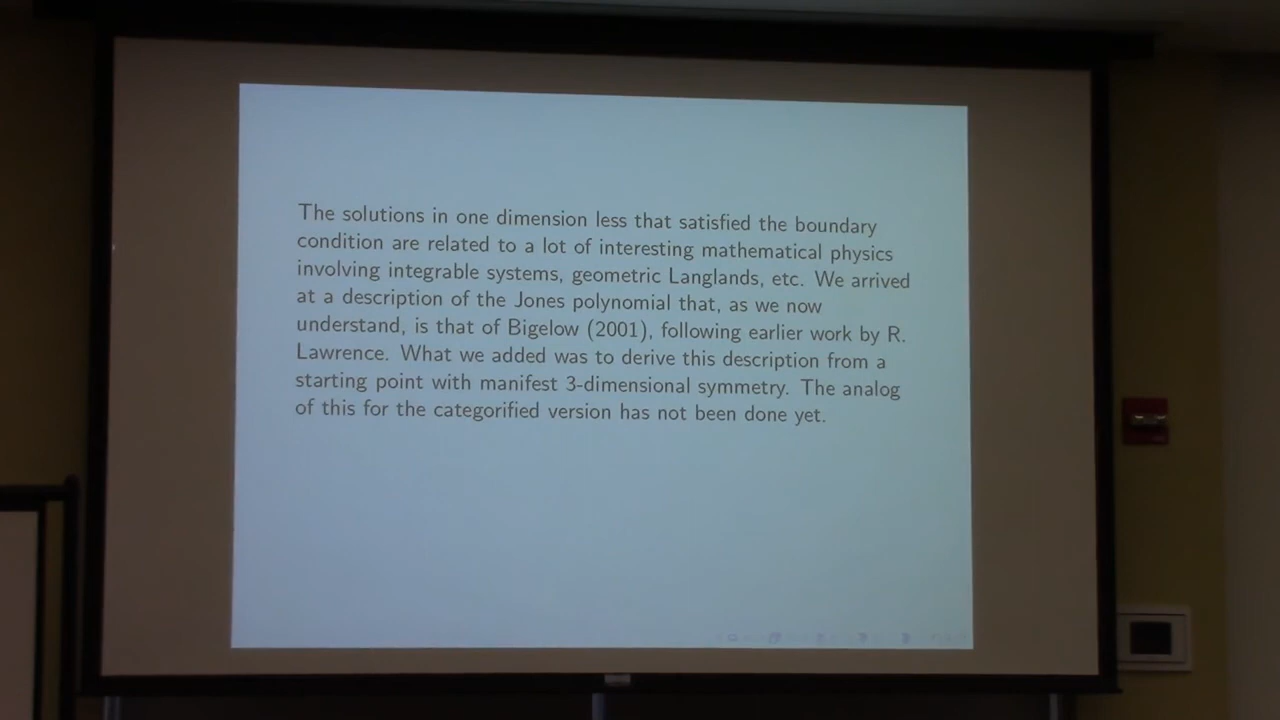 The solutions in one dimension less that satisfied the boundary
condition are related to a lot of interesting mathematical physics
involving integrable systems, geometric Langlands, etc. We arrived
at a description of the Jones polynomial that, as we now
understand, is that of Bigelow (2001), following earlier work by R.
Lawrence. What we added was to derive this description from a
starting point with manifest 3-dimensional symmetry. The analog
of this for the categorified version has not been done yet.